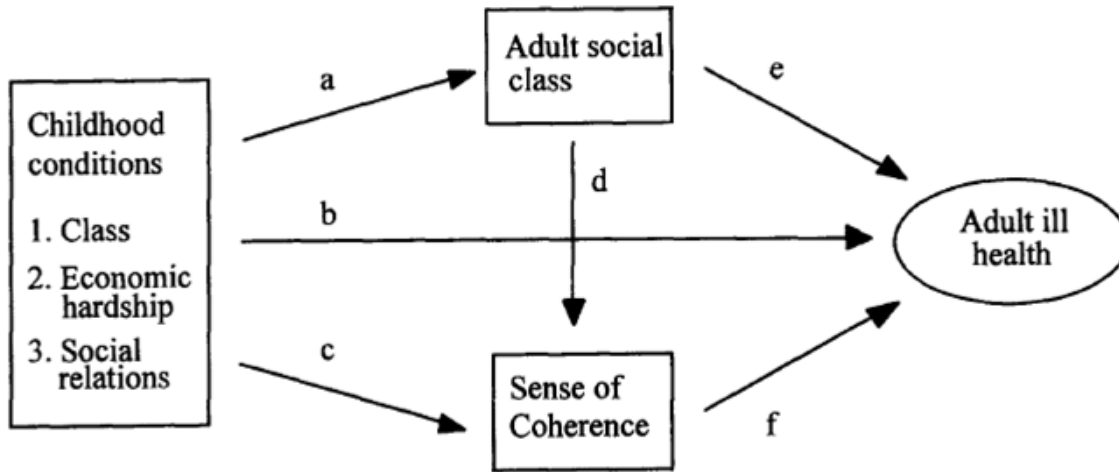 Childhood
conditions
1. Class
2. Economic
hardship
3. Social
relations
a
Adult social
class
e
d
b
Adult ill
health
c
Sense of
Coherence
f